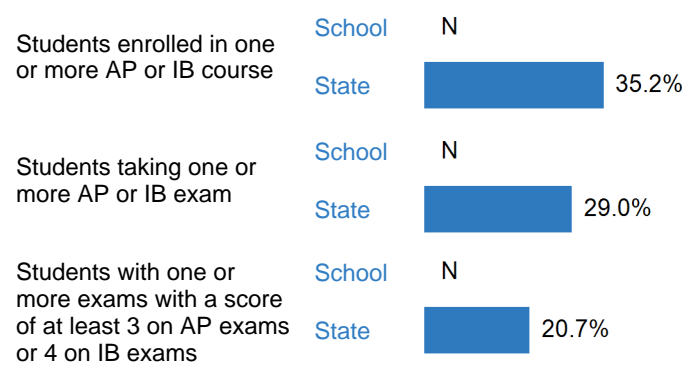 School N
Students enrolled in one
or more AP or IB course
State 35.2%
School N
Students taking one or
more AP or IB exam
State 29.0%
Students with one or
School N
more exams with a score
of at least 3 on AP exams
State 20.7%
or 4 on IB exams